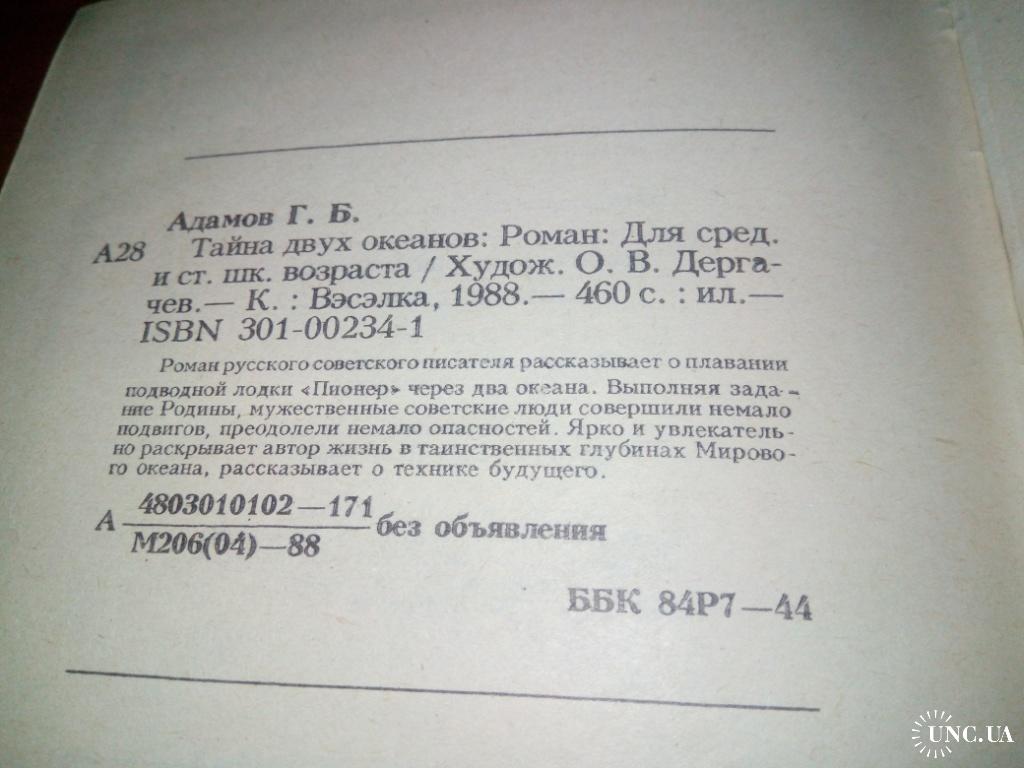 Адамов Г. Б.
А28 Тайна двух океанов: Роман: Для сред.
и ст. шк. возраста / Худож. О. В. Дерга-
чев.— К. : Вэсэлка, 1988.— 460 с. : ил.—
ISBN 301-00234-1
Роман русского советского писателя рассказывает о плавании
подводной лодки «Пионер» через два океана. Выполняя зада-
ние Родины, мужественные советские люди совершили немало
подвигов, преодолели немало опасностей. Ярко и увлекатель-
но раскрывает автор жизнь в таинственных глубинах Мирово-
го океана, рассказывает о технике будущего.
А 4803010102—171 без объявления
М206(04)—88
ББК 84Р7—44
UNC.UA